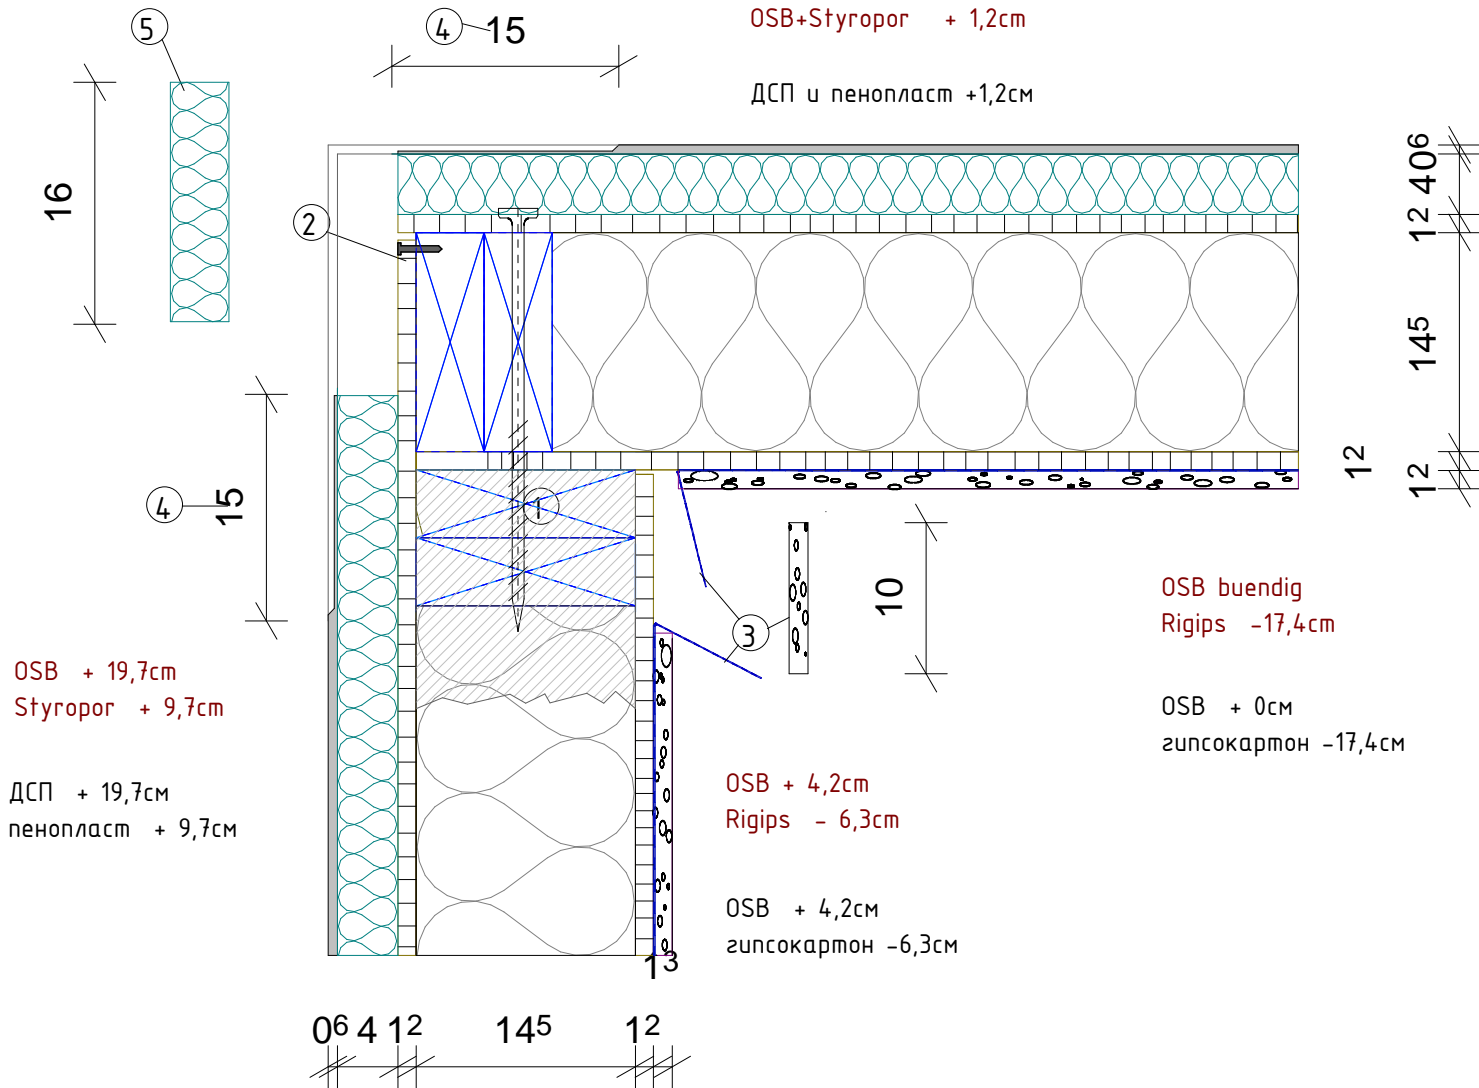 5
4 15
OSB+Styropor + 1,2cm
ДСП и пенопласт +1,2см
16
2
0⁶
4
1²
14⁵
1²
1²
4
15
1
3
10
OSB buendig
Rigips -17,4cm
OSB + 0см
гипсокартон -17,4см
OSB + 19,7cm
Styropor + 9,7cm
ДСП + 19,7см
пенопласт + 9,7см
OSB + 4,2cm
Rigips - 6,3cm
OSB + 4,2см
гипсокартон -6,3см
1³
0⁶ 4 1² 14⁵ 1²